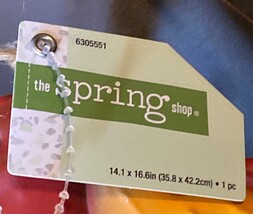 6305551
the spring shop®
14.1 x 16.6in (35.8 x 42.2cm) • 1 pc